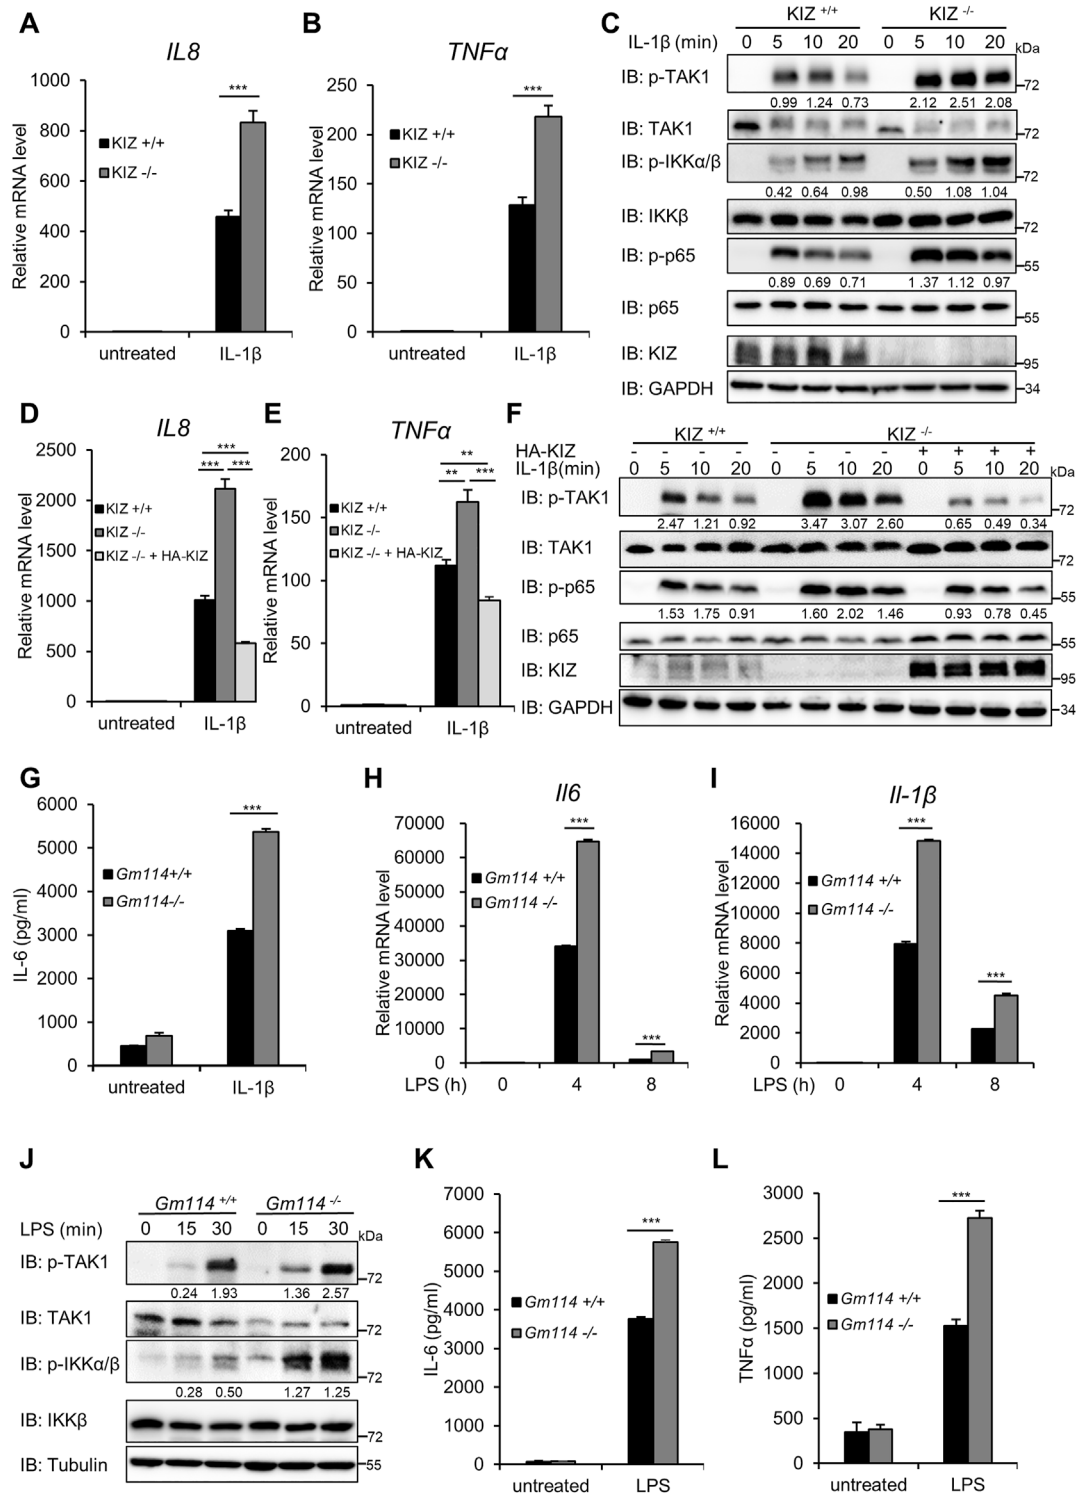 A
IL8
Relative mRNA level
1000
800
600
400
200
0
***
KIZ +/+
KIZ -/-
untreated IL-1β
B
TNFα
Relative mRNA level
250
200
150
100
50
0
***
KIZ +/+
KIZ -/-
untreated IL-1β
C
KIZ +/+ KIZ -/-
IL-1β (min) 0 5 10 20 0 5 10 20 kDa
IB: p-TAK1 72
0.99 1.24 0.73 2.12 2.51 2.08
IB: TAK1 72
IB: p-IKKα/β 72
0.42 0.64 0.98 0.50 1.08 1.04
IB: IKKβ 72
IB: p-p65 55
0.89 0.69 0.71 1.37 1.12 0.97
IB: p65 55
IB: KIZ 95
IB: GAPDH 34
D
IL8
Relative mRNA level
2500
2000
1500
1000
500
0
***
*** ***
KIZ +/+
KIZ -/-
KIZ -/- + HA-KIZ
untreated IL-1β
E
TNFα
Relative mRNA level
200
150
100
50
0
**
** ***
KIZ +/+
KIZ -/-
KIZ -/- + HA-KIZ
untreated IL-1β
F
KIZ +/+ KIZ -/-
HA-KIZ - - - - - - - - + + + +
IL-1β(min) 0 5 10 20 0 5 10 20 0 5 10 20 kDa
IB: p-TAK1 72
2.47 1.21 0.92 3.47 3.07 2.60 0.65 0.49 0.34
IB: TAK1 72
IB: p-p65 55
1.53 1.75 0.91 1.60 2.02 1.46 0.93 0.78 0.45
IB: p65 55
IB: KIZ 95
IB: GAPDH 34
G
IL-6 (pg/ml)
6000
5000
4000
3000
2000
1000
0
***
Gm114+/+
Gm114-/-
untreated IL-1β
H
Il6
Relative mRNA level
70000
60000
50000
40000
30000
20000
10000
0
***
***
Gm114 +/+
Gm114 -/-
LPS (h) 0 4 8
I
Il-1β
Relative mRNA level
16000
14000
12000
10000
8000
6000
4000
2000
0
***
***
Gm114 +/+
Gm114 -/-
LPS (h) 0 4 8
J
Gm114 +/+ Gm114 -/-
LPS (min) 0 15 30 0 15 30 kDa
IB: p-TAK1 72
0.24 1.93 1.36 2.57
IB: TAK1 72
IB: p-IKKα/β 72
0.28 0.50 1.27 1.25
IB: IKKβ 72
IB: Tubulin 55
K
IL-6 (pg/ml)
7000
6000
5000
4000
3000
2000
1000
0
***
Gm114 +/+
Gm114 -/-
untreated LPS
L
TNFα (pg/ml)
3000
2500
2000
1500
1000
500
0
***
Gm114 +/+
Gm114 -/-
untreated LPS